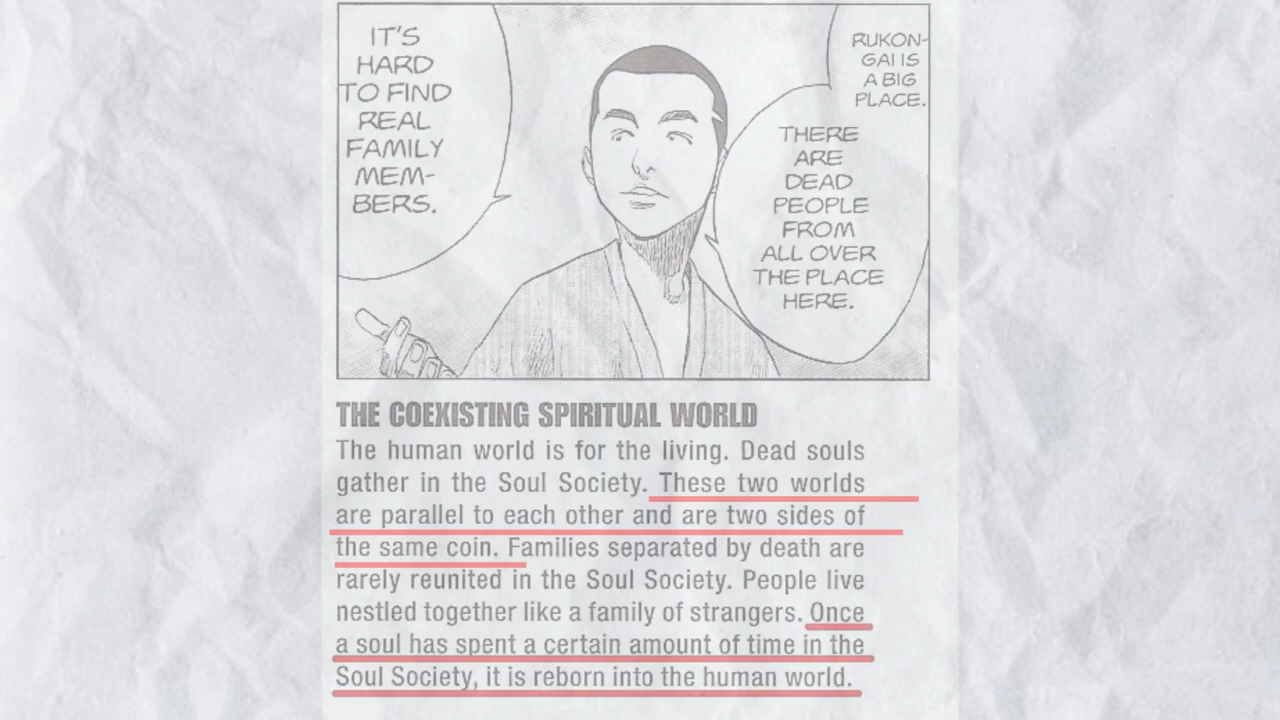 RUKON-
GAI IS
A BIG
PLACE.
THERE
ARE
DEAD
PEOPLE
FROM
ALL OVER
THE PLACE
HERE.
IT'S
HARD
TO FIND
REAL
FAMILY
MEM-
BERS.
THE COEXISTING SPIRITUAL WORLD
The human world is for the living. Dead souls
gather in the Soul Society. These two worlds
are parallel to each other and are two sides of
the same coin. Families separated by death are
rarely reunited in the Soul Society. People live
nestled together like a family of strangers. Once
a soul has spent a certain amount of time in the
Soul Society, it is reborn into the human world.